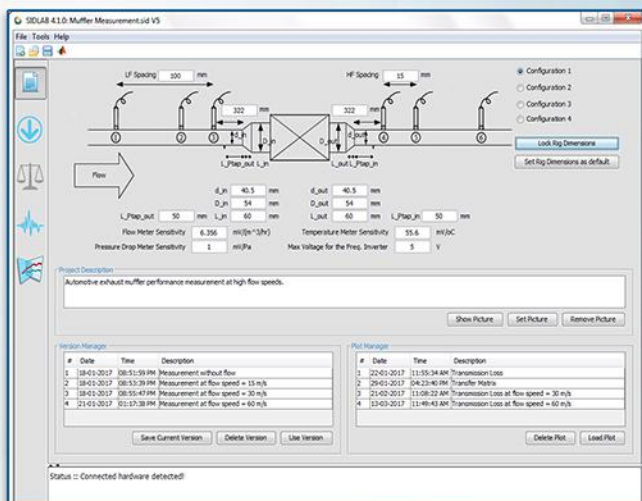 SIDLAB 4.1.0: Muffler Measurement.sid V5
File Tools Help
LF Spacing 100 mm HF Spacing 15 mm
Configuration 1
Configuration 2
Configuration 3
Configuration 4
322 mm 322 mm
d_in D_in D_out d_out
1 2 3 4 6
L_Ptap_out L_in L_out L_Ptap_in
Lock Rig Dimensions
Set Rig Dimensions as default
Flow
d_in 40.5 mm d_out 40.5 mm
D_in 54 mm D_out 54 mm
L_Ptap_out 50 mm L_in 60 mm L_out 60 mm L_Ptap_in 50 mm
Flow Meter Sensitivity 6.356 mV/(m^3/hr) Temperature Meter Sensitivity 55.6 mV/oC
Pressure Drop Meter Sensitivity 1 mV/Pa Max Voltage for the Freq. Inverter 5 V
Project Description
Automotive exhaust muffler performance measurement at high flow speeds.
Show Picture Set Picture Remove Picture
Version Manager
# Date Time Description
1 18-01-2017 08:51:59 PM Measurement without flow
2 18-01-2017 08:53:39 PM Measurement at flow speed = 15 m/s
3 18-01-2017 08:55:47 PM Measurement at flow speed = 30 m/s
4 21-01-2017 01:17:38 PM Measurement at flow speed = 60 m/s
Save Current Version Delete Version Use Version
Plot Manager
# Date Time Description
1 22-01-2017 11:55:34 AM Transmission Loss
2 29-01-2017 04:23:40 PM Transfer Matrix
3 21-02-2017 11:08:22 AM Transmission Loss at flow speed = 30 m/s
4 13-03-2017 11:49:43 AM Transmission Loss at flow speed = 60 m/s
Delete Plot Load Plot
Status :: Connected hardware detected!